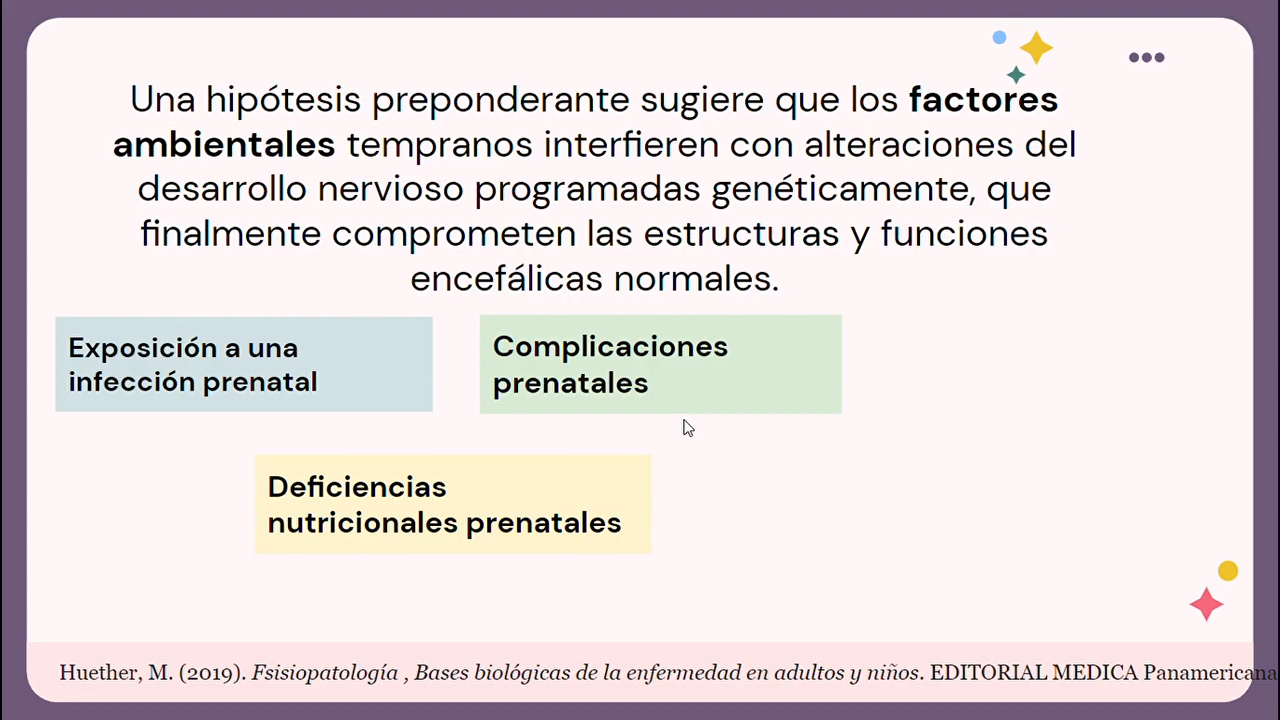 Una hipótesis preponderante sugiere que los factores
ambientales tempranos interfieren con alteraciones del
desarrollo nervioso programadas genéticamente, que
finalmente comprometen las estructuras y funciones
encefálicas normales.
Exposición a una
infección prenatal
Complicaciones
prenatales
Deficiencias
nutricionales prenatales
Huether, M. (2019). Fsisiopatología , Bases biológicas de la enfermedad en adultos y niños. EDITORIAL MEDICA Panamericana